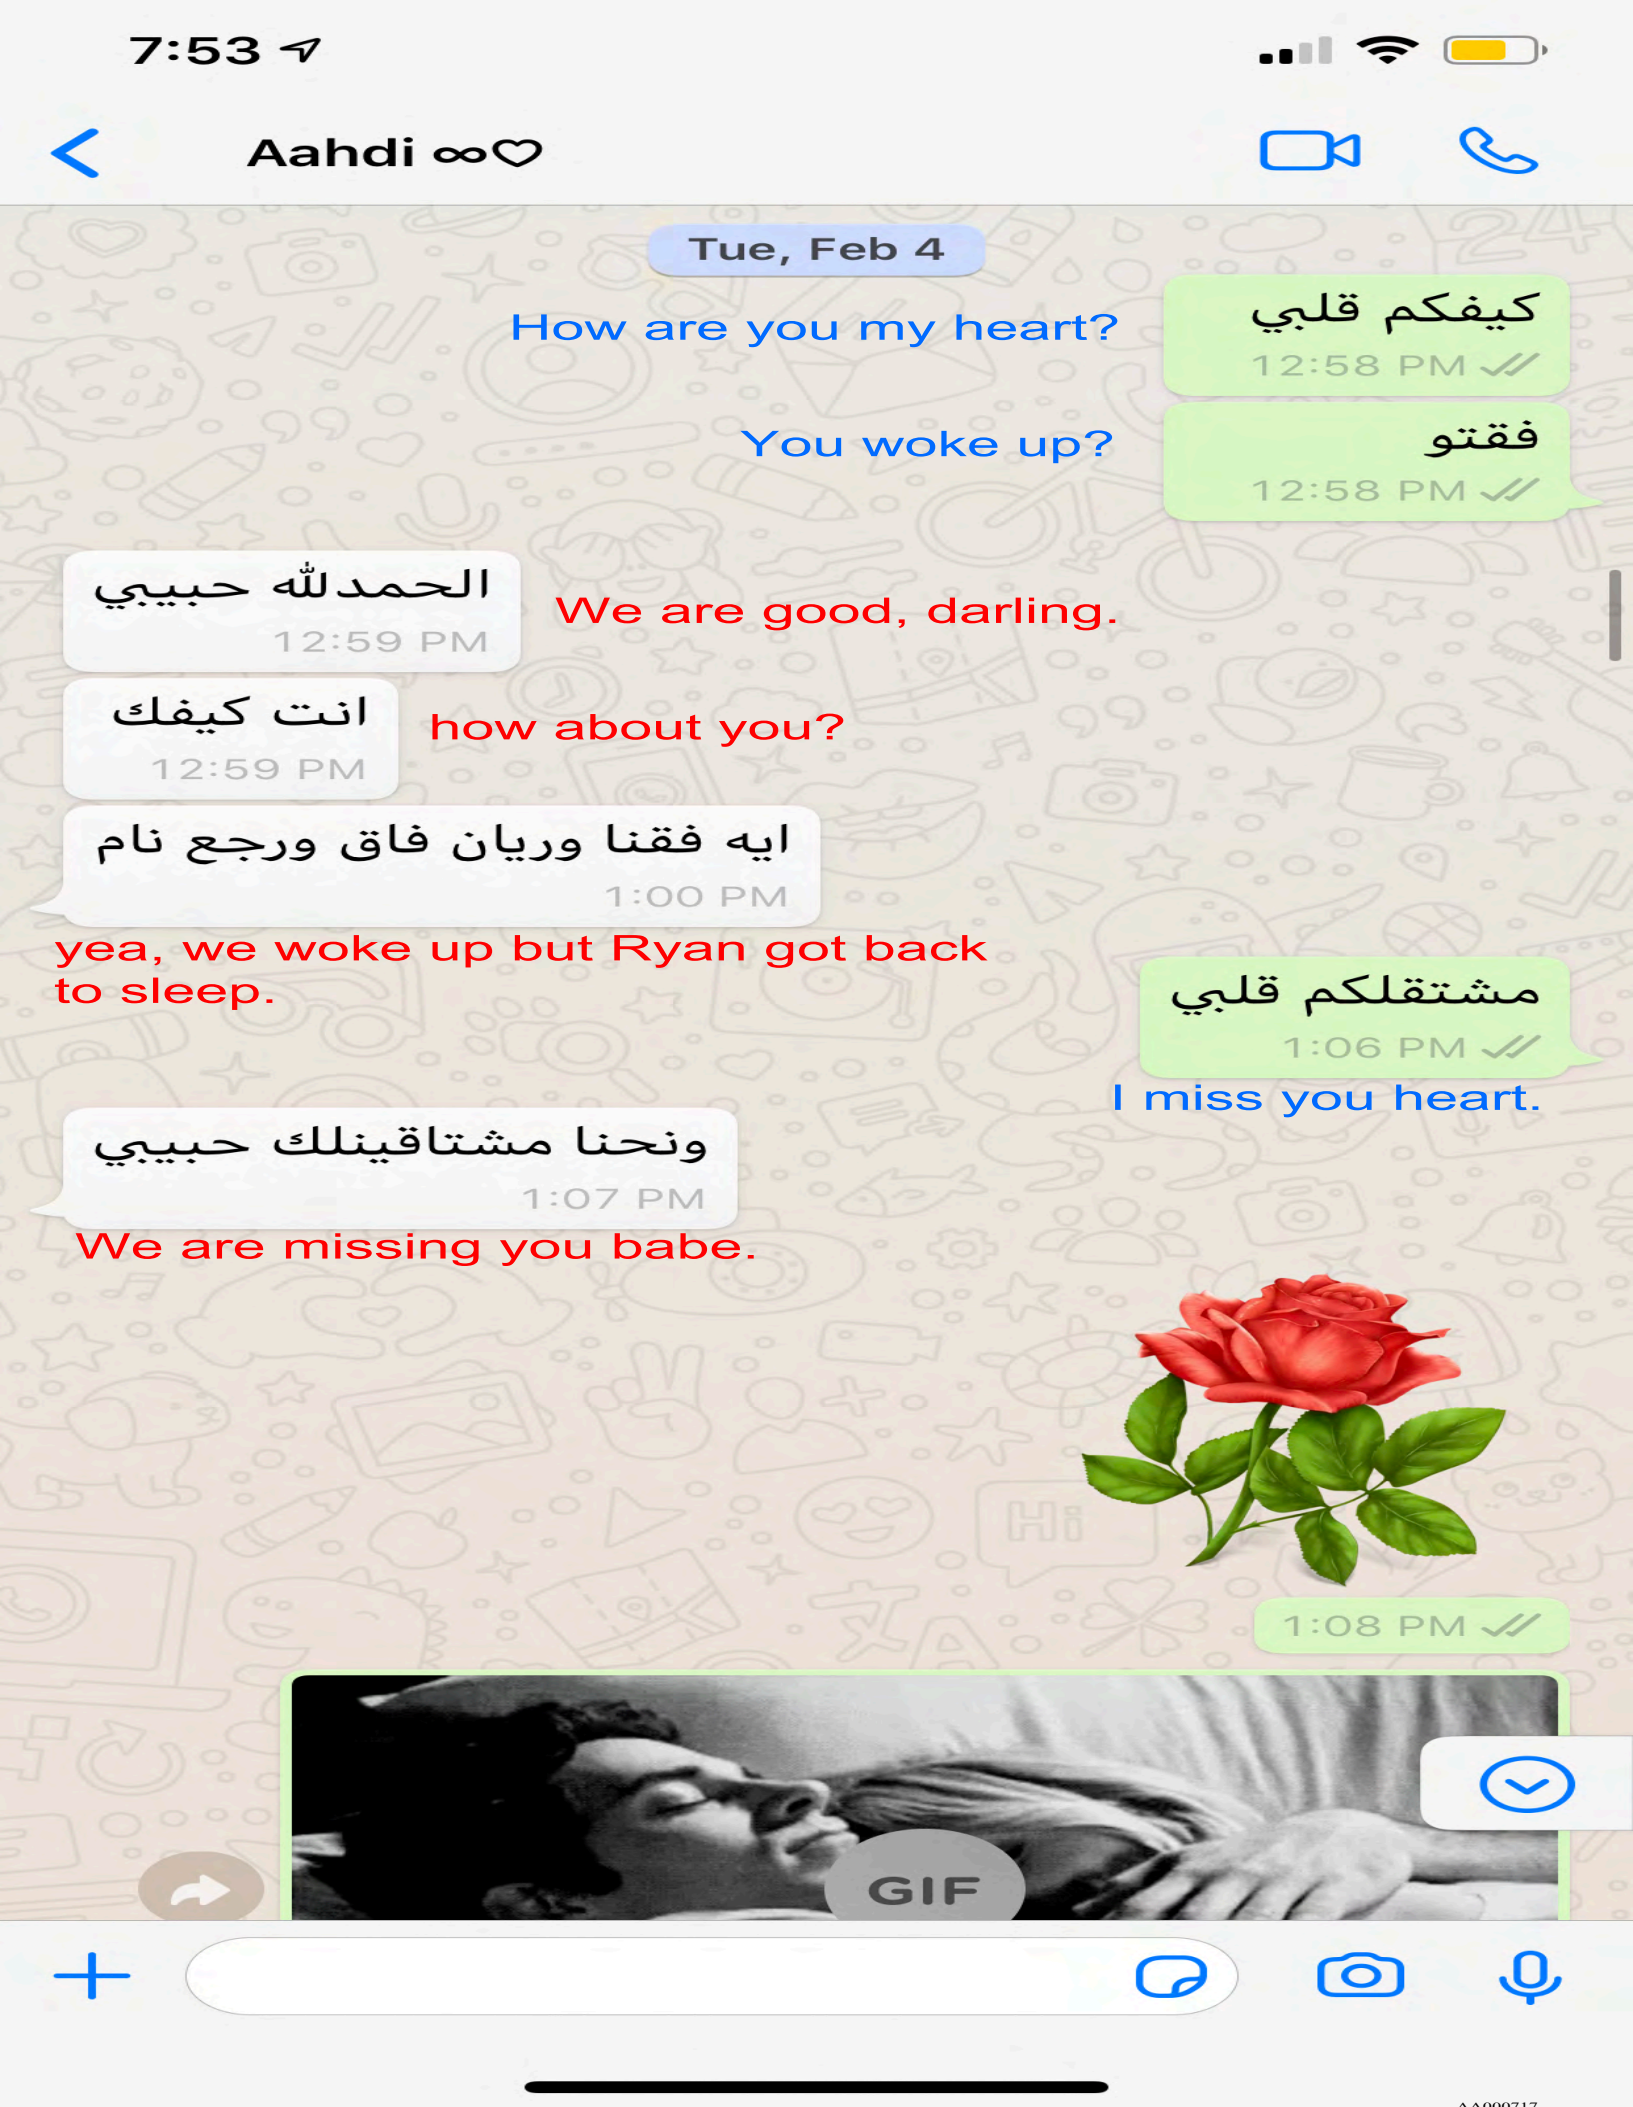 7:53
Aahdi ∞♡
Tue, Feb 4
كيفكم قلبي
How are you my heart?
12:58 PM
فقتو
You woke up?
12:58 PM
الحمدلله حبيبي
We are good, darling.
12:59 PM
انت كيفك
how about you?
12:59 PM
ايه فقنا وريان فاق ورجع نام
1:00 PM
yea, we woke up but Ryan got back
to sleep.
مشتقلكم قلبي
1:06 PM
I miss you heart.
ونحنا مشتاقينلك حبيبي
1:07 PM
We are missing you babe.
1:08 PM
GIF